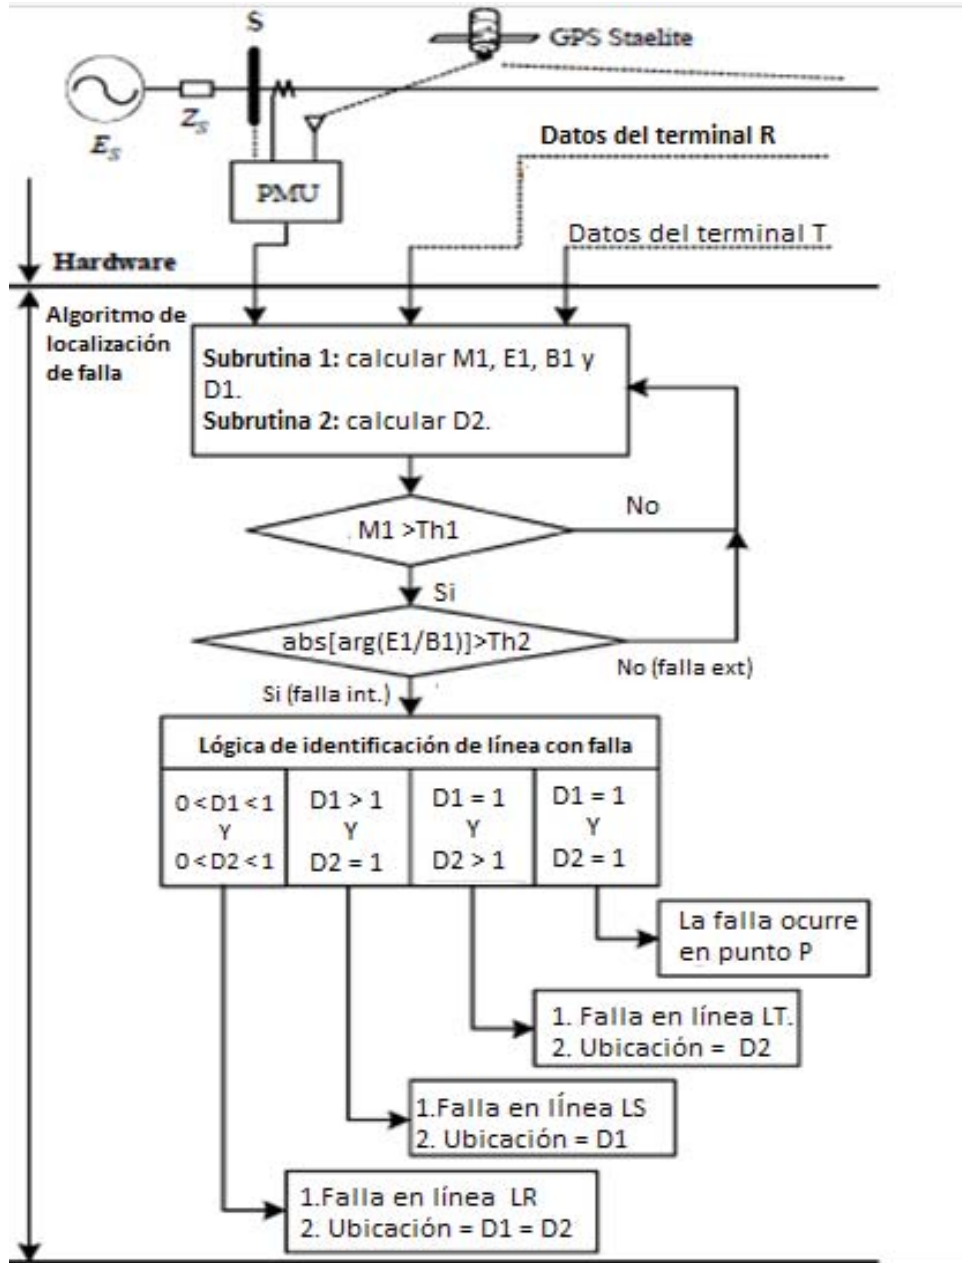 S
GPS Staelite
Z_S
E_S
Datos del terminal R
PMU
Datos del terminal T
Hardware
Algoritmo de
localización
de falla
Subrutina 1: calcular M1, E1, B1 y
D1.
Subrutina 2: calcular D2.
No
M1 >Th1
Si
abs[arg(E1/B1)]>Th2
No (falla ext)
Si (falla int.)
Lógica de identificación de línea con falla
0<D1<1
Y
0<D2<1
D1 > 1
Y
D2 = 1
D1 = 1
Y
D2 > 1
D1 = 1
Y
D2 = 1
La falla ocurre
en punto P
1. Falla en línea LT.
2. Ubicación = D2
1.Falla en línea LS
2. Ubicación = D1
1.Falla en línea LR
2. Ubicación = D1 = D2